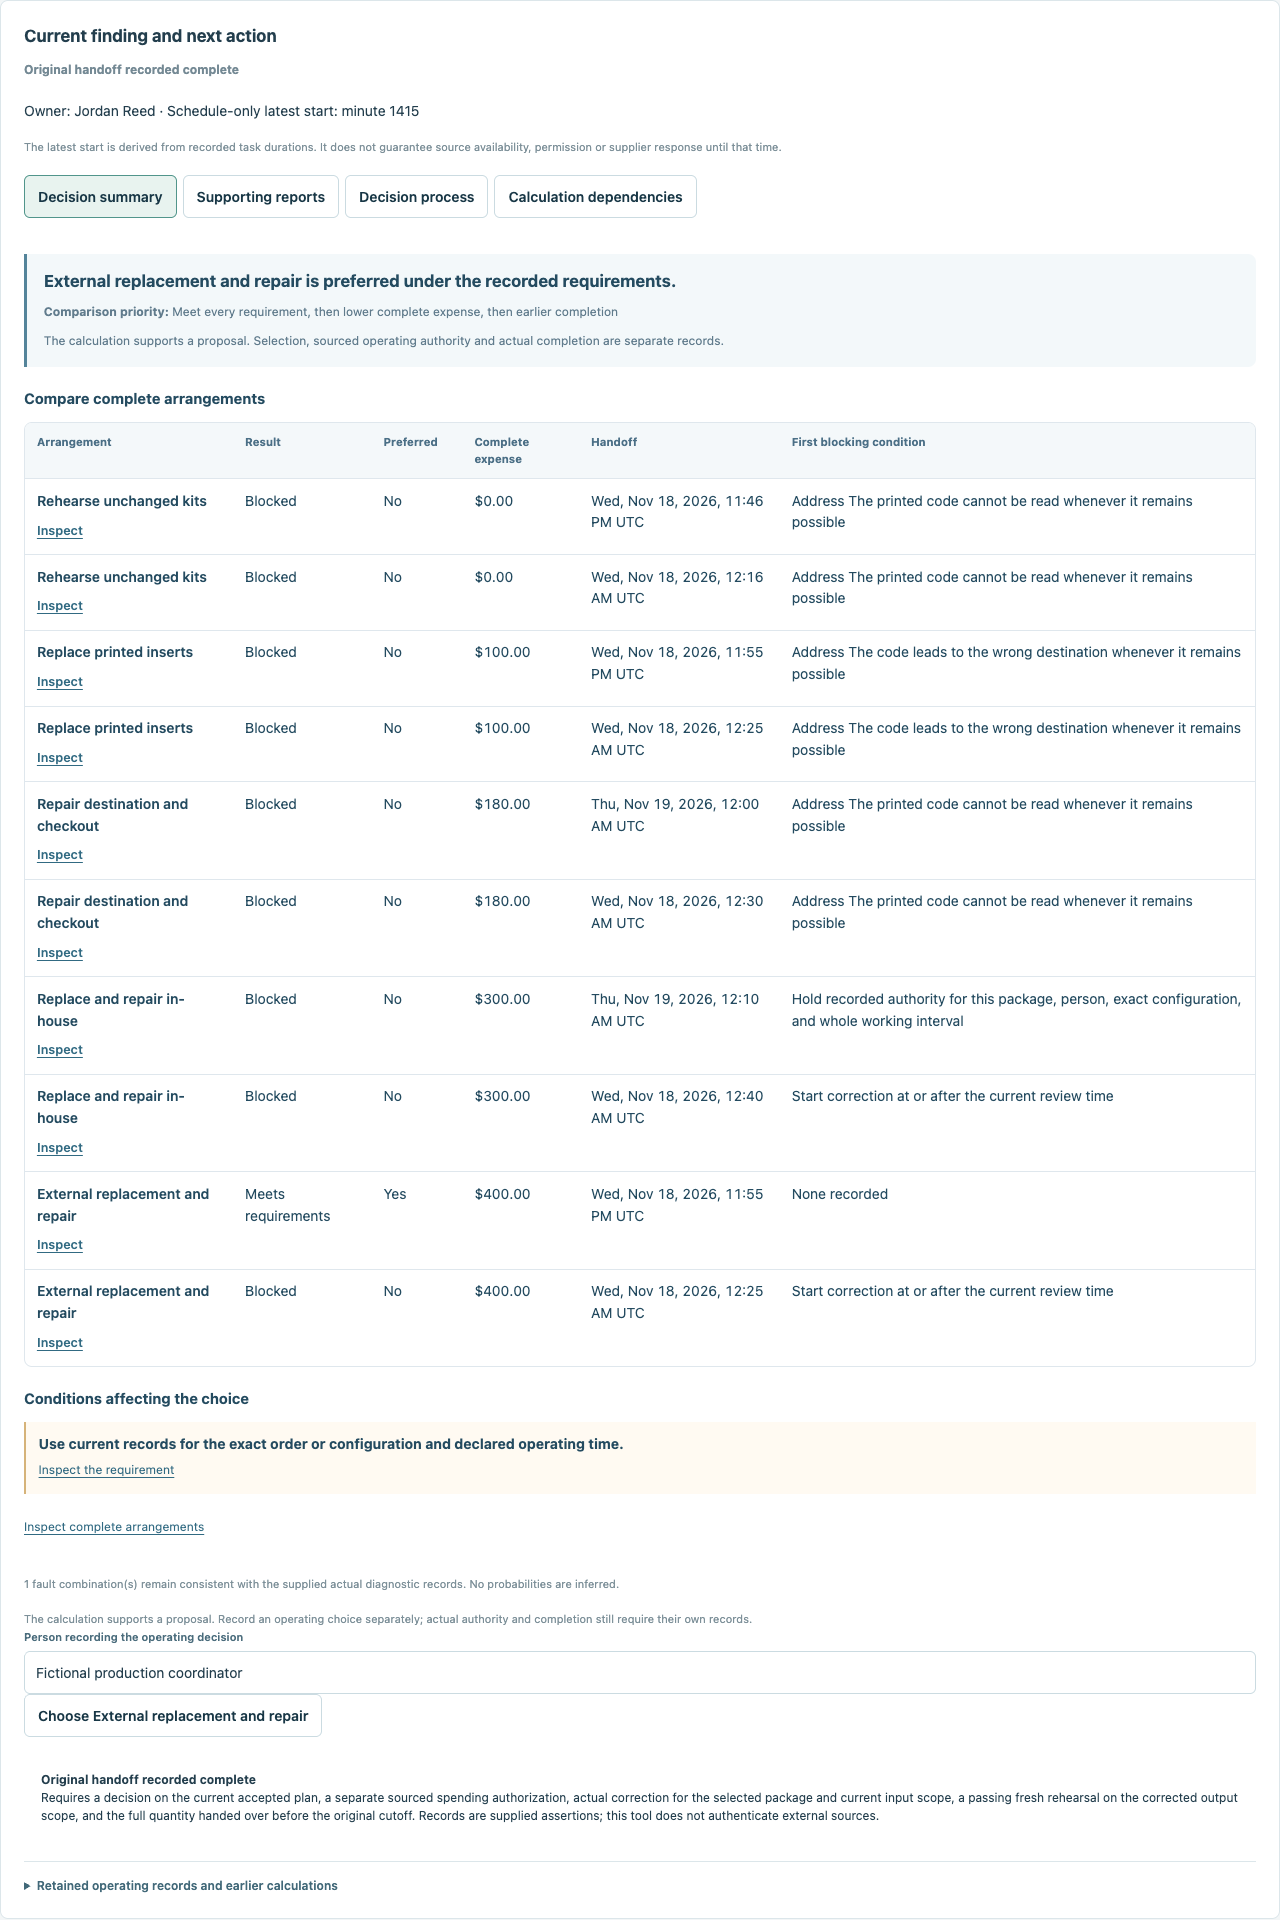 Current finding and next action
Original handoff recorded complete
Owner: Jordan Reed · Schedule-only latest start: minute 1415
The latest start is derived from recorded task durations. It does not guarantee source availability, permission or supplier response until that time.
Decision summary
Supporting reports
Decision process
Calculation dependencies
External replacement and repair is preferred under the recorded requirements.
Comparison priority: Meet every requirement, then lower complete expense, then earlier completion
The calculation supports a proposal. Selection, sourced operating authority and actual completion are separate records.
Compare complete arrangements
Arrangement
Result
Preferred
Complete
expense
Handoff
First blocking condition
Rehearse unchanged kits
Inspect
Blocked
No
$0.00
Wed, Nov 18, 2026, 11:46
PM UTC
Address The printed code cannot be read whenever it remains
possible
Rehearse unchanged kits
Inspect
Blocked
No
$0.00
Wed, Nov 18, 2026, 12:16
AM UTC
Address The printed code cannot be read whenever it remains
possible
Replace printed inserts
Inspect
Blocked
No
$100.00
Wed, Nov 18, 2026, 11:55
PM UTC
Address The code leads to the wrong destination whenever it remains
possible
Replace printed inserts
Inspect
Blocked
No
$100.00
Wed, Nov 18, 2026, 12:25
AM UTC
Address The code leads to the wrong destination whenever it remains
possible
Repair destination and
checkout
Inspect
Blocked
No
$180.00
Thu, Nov 19, 2026, 12:00
AM UTC
Address The printed code cannot be read whenever it remains
possible
Repair destination and
checkout
Inspect
Blocked
No
$180.00
Wed, Nov 18, 2026, 12:30
AM UTC
Address The printed code cannot be read whenever it remains
possible
Replace and repair in-
house
Inspect
Blocked
No
$300.00
Thu, Nov 19, 2026, 12:10
AM UTC
Hold recorded authority for this package, person, exact configuration,
and whole working interval
Replace and repair in-
house
Inspect
Blocked
No
$300.00
Wed, Nov 18, 2026, 12:40
AM UTC
Start correction at or after the current review time
External replacement and
repair
Inspect
Meets
requirements
Yes
$400.00
Wed, Nov 18, 2026, 11:55
PM UTC
None recorded
External replacement and
repair
Inspect
Blocked
No
$400.00
Wed, Nov 18, 2026, 12:25
AM UTC
Start correction at or after the current review time
Conditions affecting the choice
Use current records for the exact order or configuration and declared operating time.
Inspect the requirement
Inspect complete arrangements
1 fault combination(s) remain consistent with the supplied actual diagnostic records. No probabilities are inferred.
The calculation supports a proposal. Record an operating choice separately; actual authority and completion still require their own records.
Person recording the operating decision
Fictional production coordinator
Choose External replacement and repair
Original handoff recorded complete
Requires a decision on the current accepted plan, a separate sourced spending authorization, actual correction for the selected package and current input scope, a passing fresh rehearsal on the corrected output
scope, and the full quantity handed over before the original cutoff. Records are supplied assertions; this tool does not authenticate external sources.
Retained operating records and earlier calculations